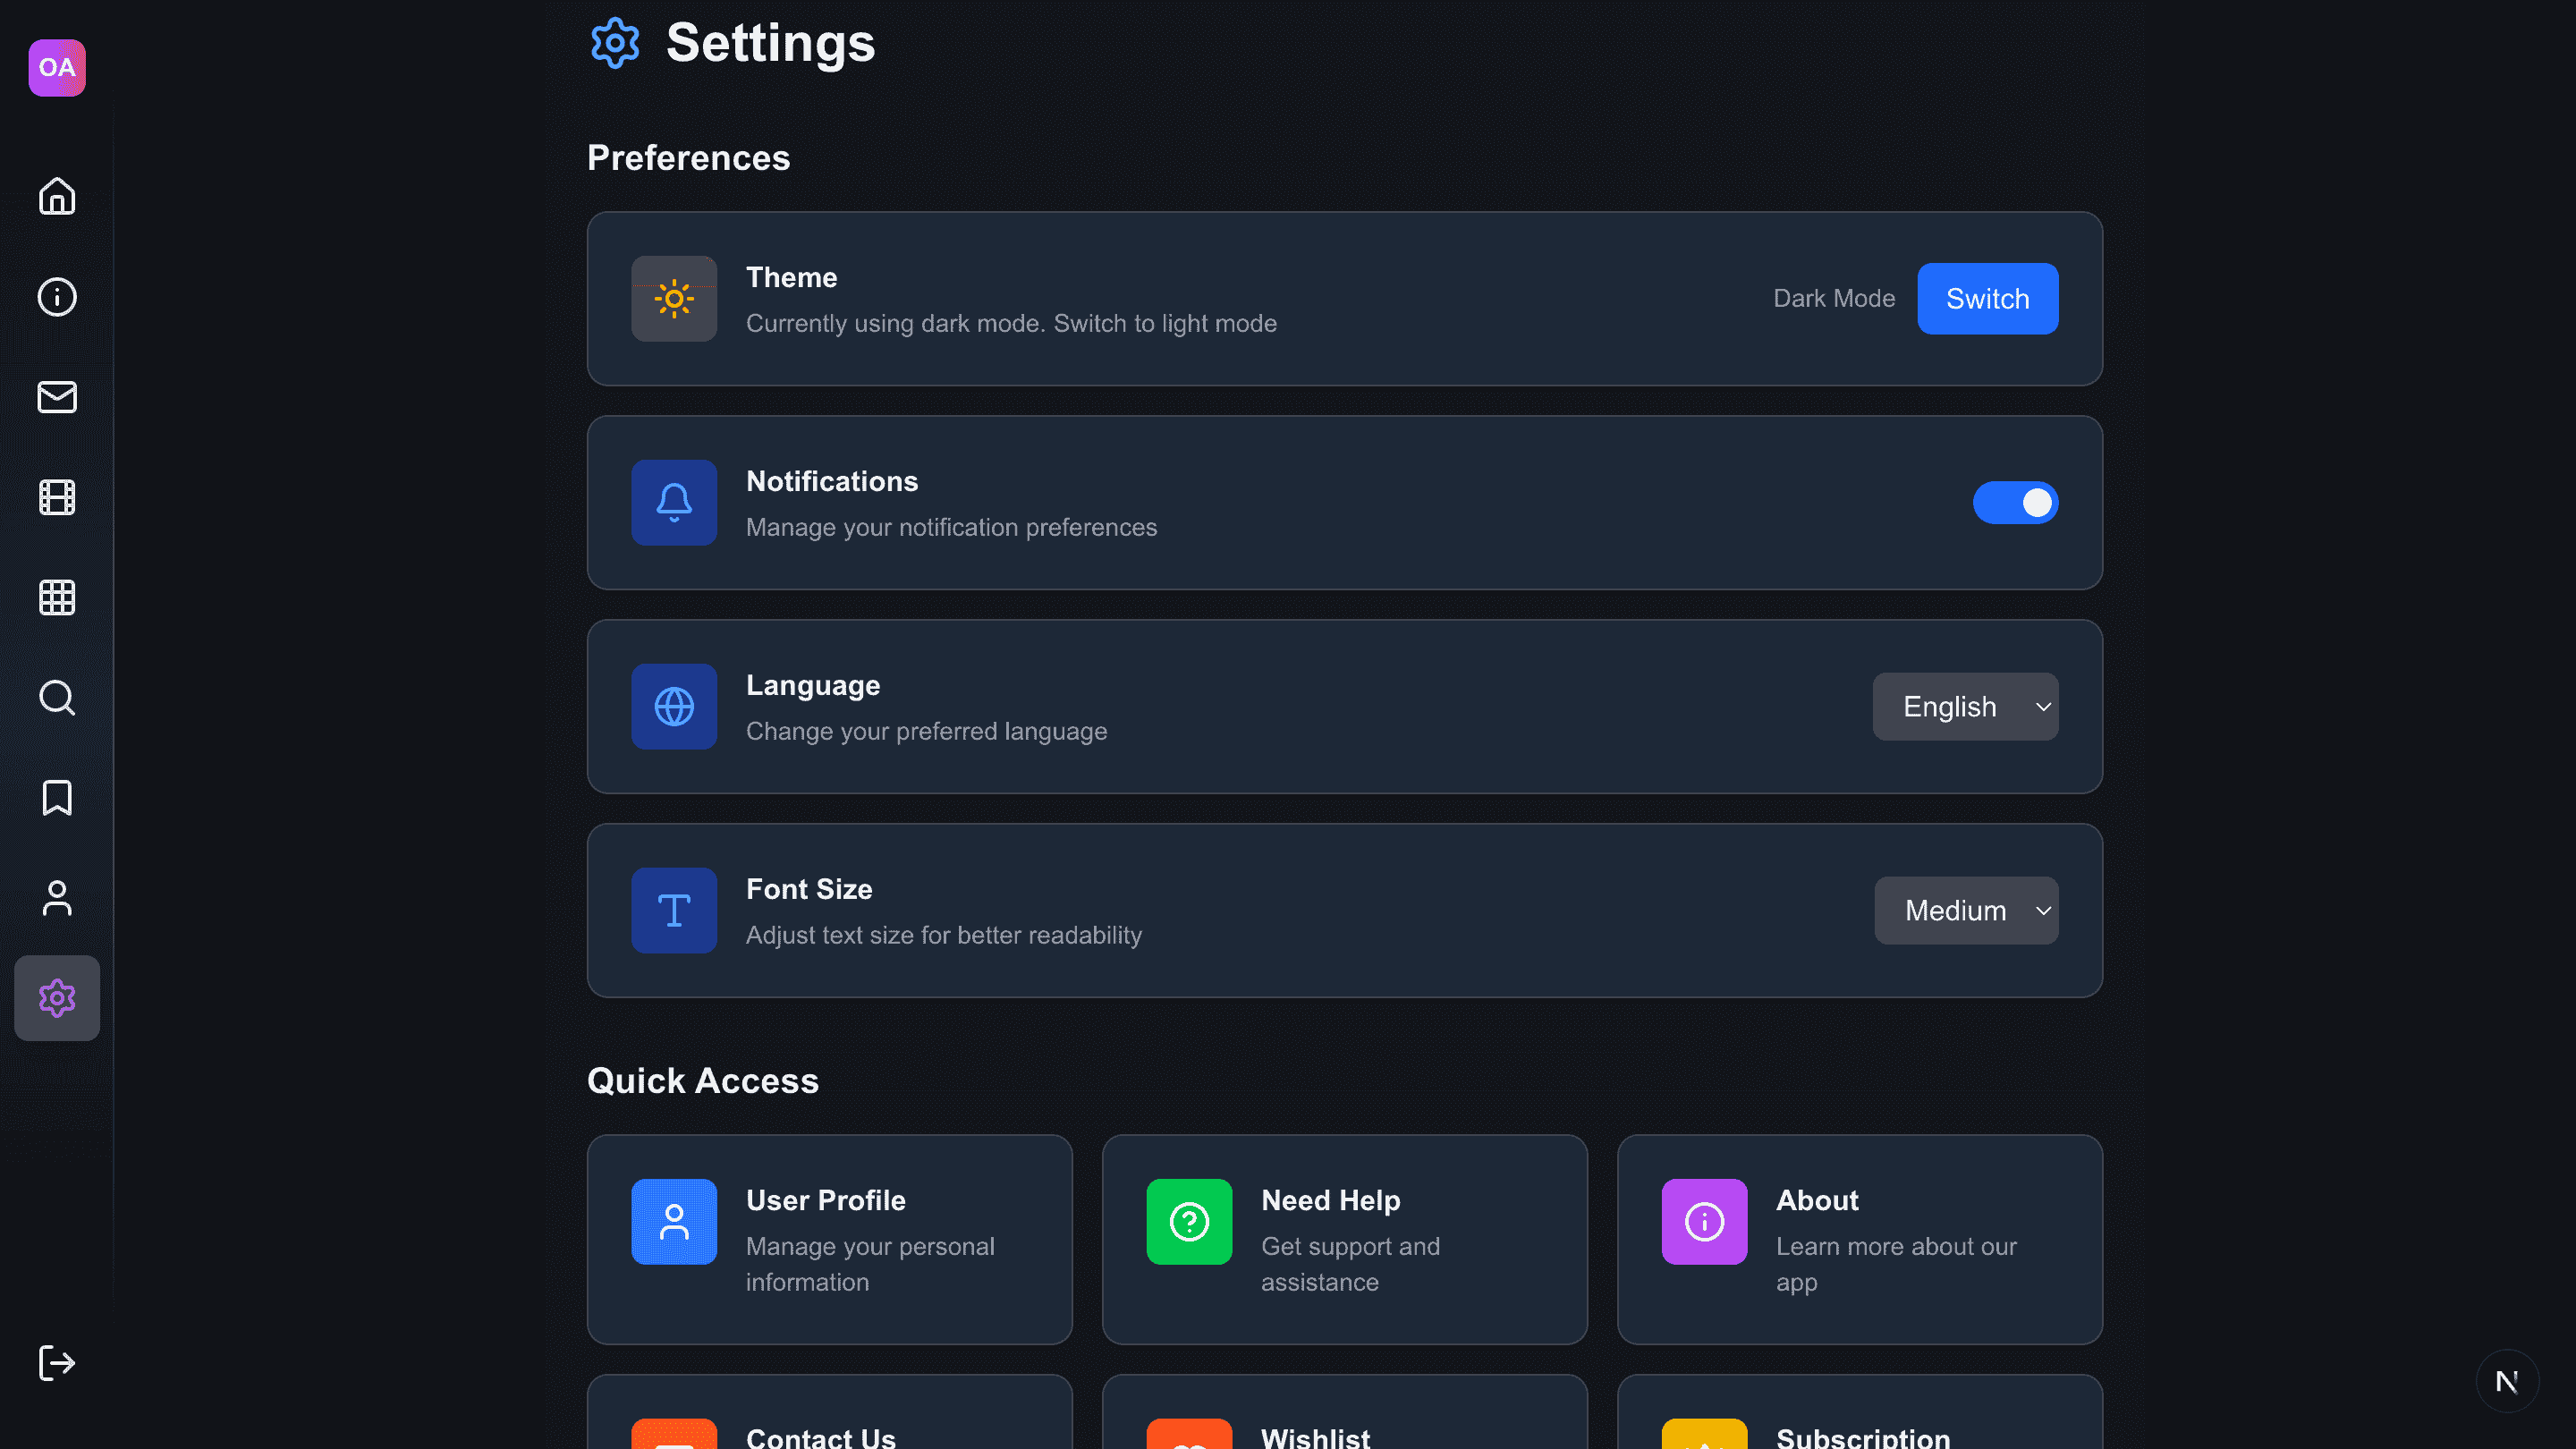 OA
Settings
Preferences
Theme
Currently using dark mode. Switch to light mode
Dark Mode
Switch
Notifications
Manage your notification preferences
Language
Change your preferred language
English
Font Size
Adjust text size for better readability
Medium
Quick Access
User Profile
Manage your personal
information
Need Help
Get support and
assistance
About
Learn more about our
app
Contact Us
Wishlist
Subscription
N